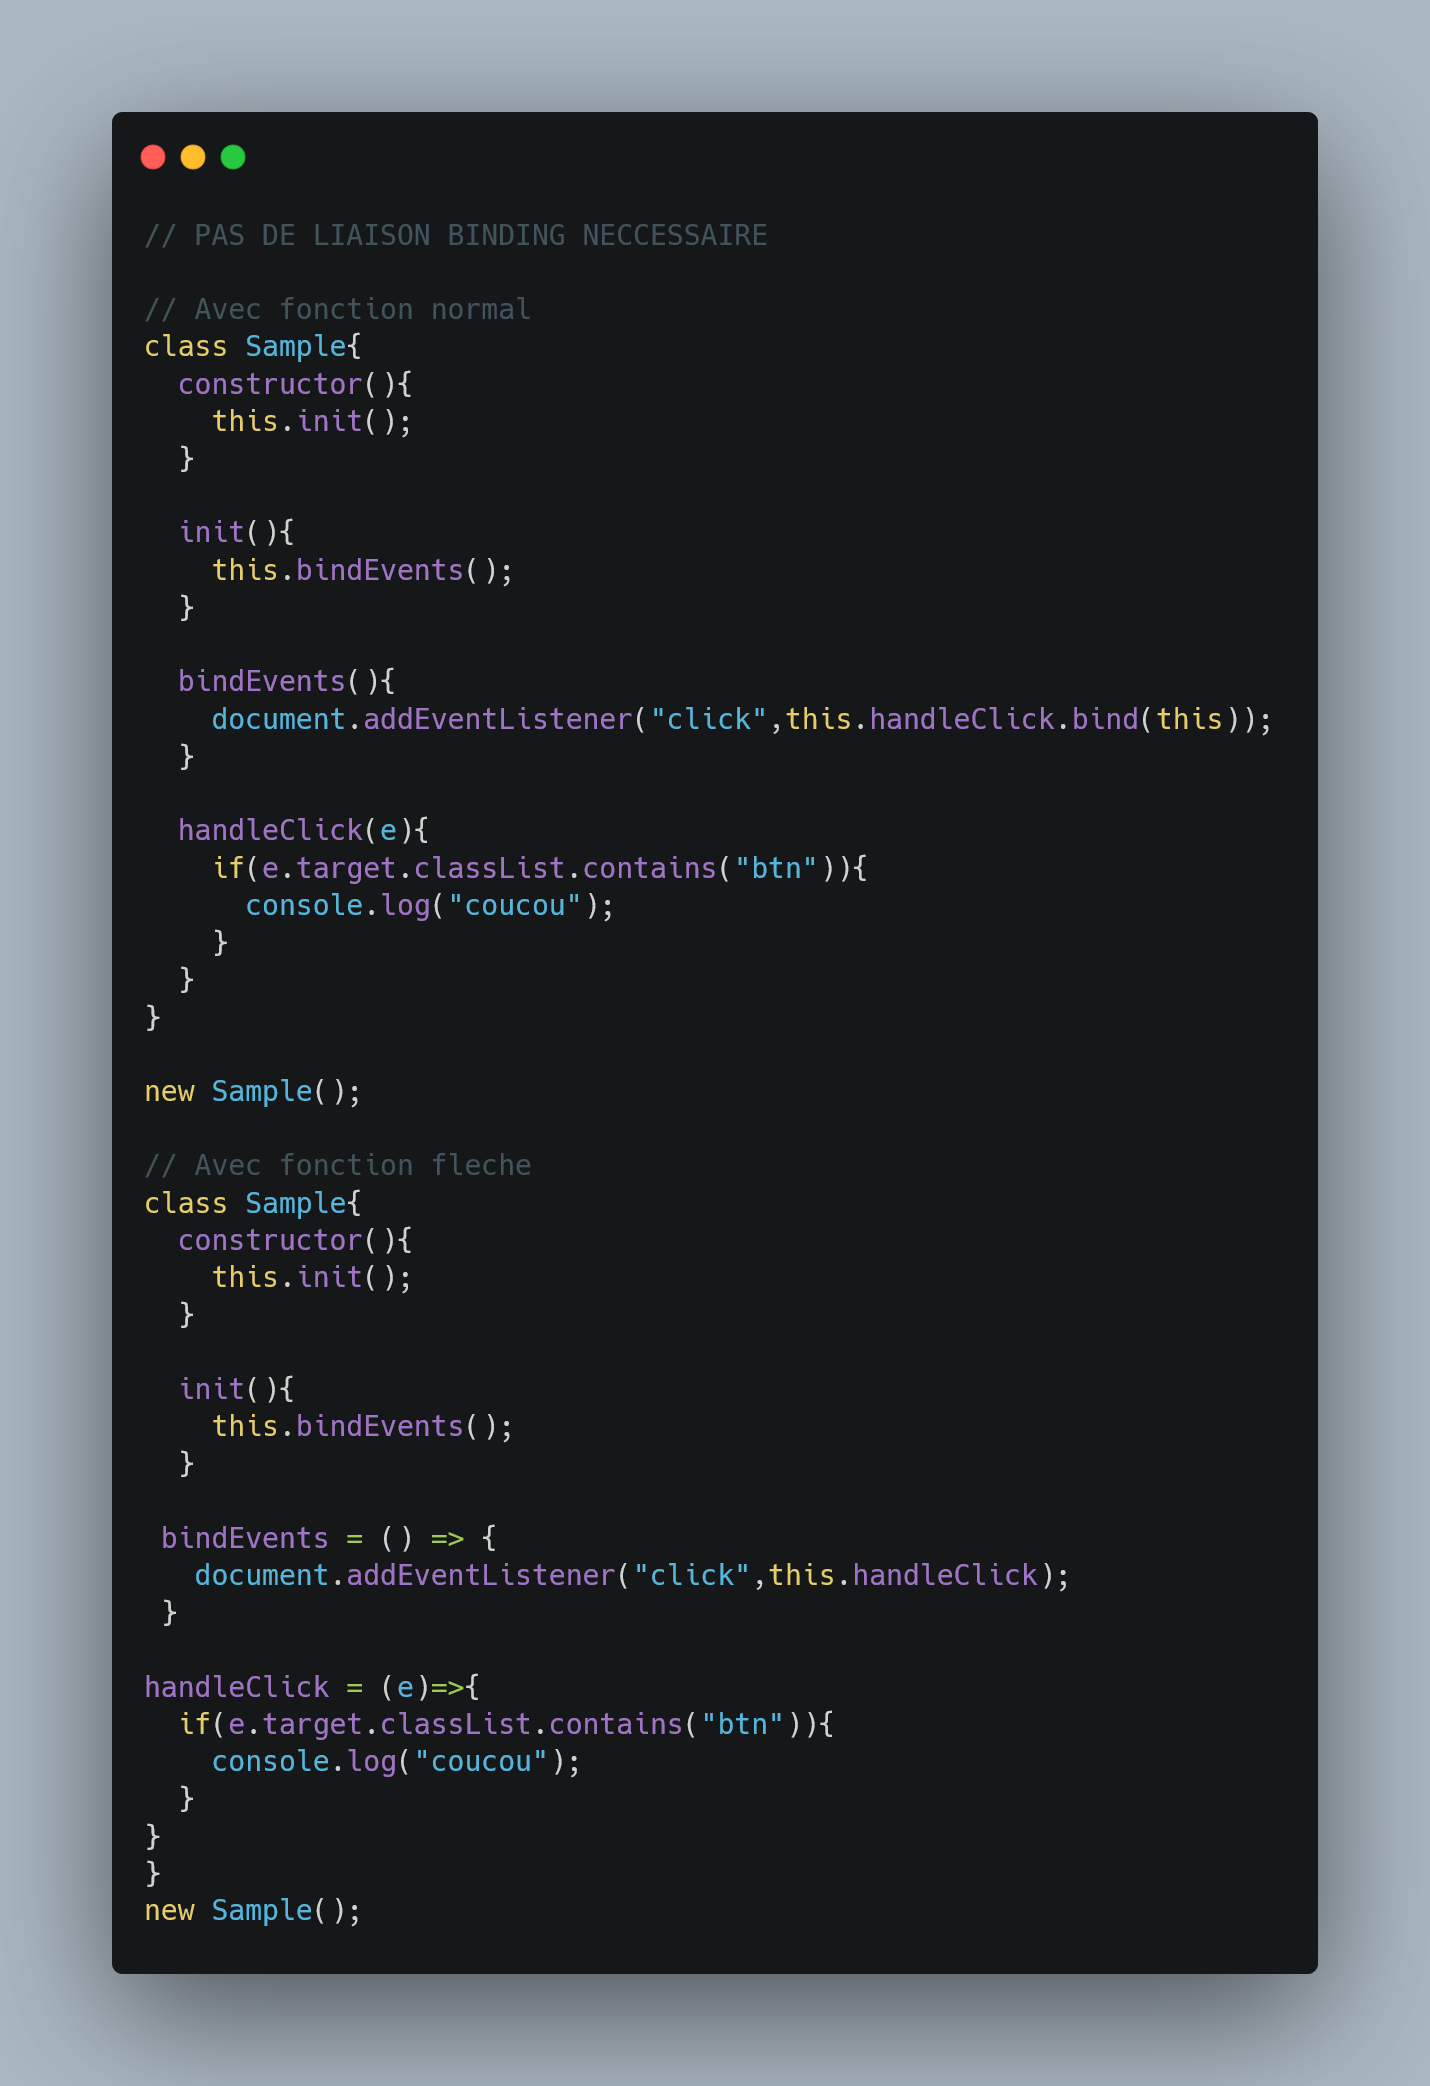 // PAS DE LIAISON BINDING NECCESSAIRE

// Avec fonction normal
class Sample{
  constructor(){
    this.init();
  }

  init(){
    this.bindEvents();
  }

  bindEvents(){
    document.addEventListener("click",this.handleClick.bind(this));
  }

  handleClick(e){
    if(e.target.classList.contains("btn")){
      console.log("coucou");
    }
  }
}

new Sample();

// Avec fonction fleche
class Sample{
  constructor(){
    this.init();
  }

  init(){
    this.bindEvents();
  }

 bindEvents = () => {
   document.addEventListener("click",this.handleClick);
 }

handleClick = (e)=>{
  if(e.target.classList.contains("btn")){
    console.log("coucou");
  }
}
}
new Sample();